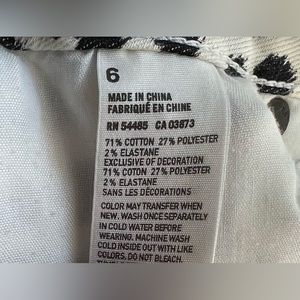 6
MADE IN CHINA
FABRIQUÉ EN CHINE
RN 54485 CA 03873
71% COTTON 27% POLYESTER
2% ELASTANE
EXCLUSIVE OF DECORATION
71% COTON 27% POLYESTER
2% ELASTANE
SANS LES DÉCORATIONS
COLOR MAY TRANSFER WHEN
NEW. WASH ONCE SEPARATELY
IN COLD WATER BEFORE
WEARING. MACHINE WASH
COLD INSIDE OUT WITH LIKE
COLORS. DO NOT BLEACH.